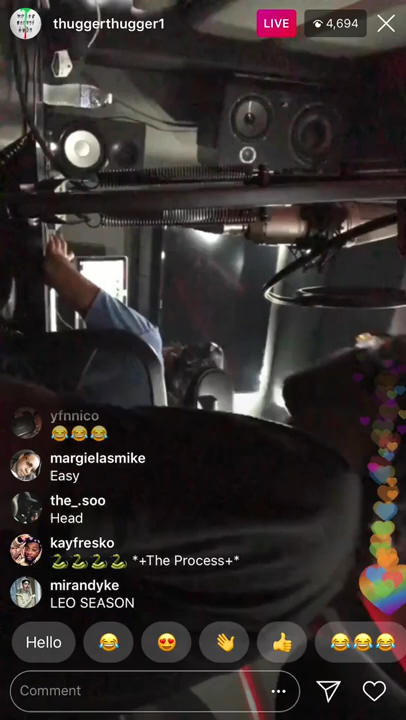 thuggerthugger1
LIVE
4,694
yfnnico
😂😂😂
margielasmike
Easy
the_.soo
Head
kayfresko
🐍🐍🐍🐍 *+The Process+*
mirandyke
LEO SEASON
Hello
Comment